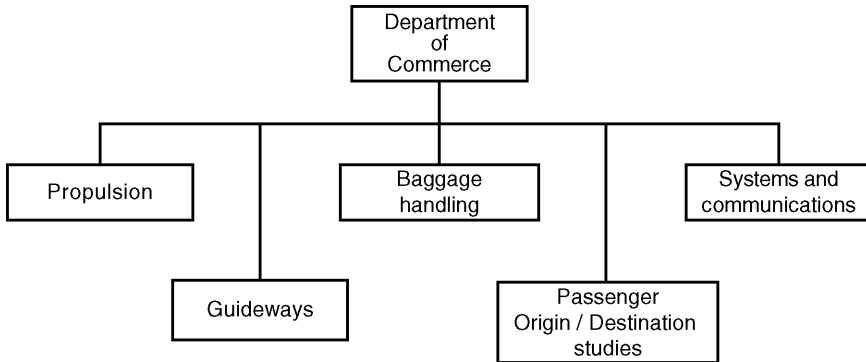 Department
of
Commerce
Propulsion
Baggage
handling
Systems and
communications
Guideways
Passenger
Origin / Destination
studies